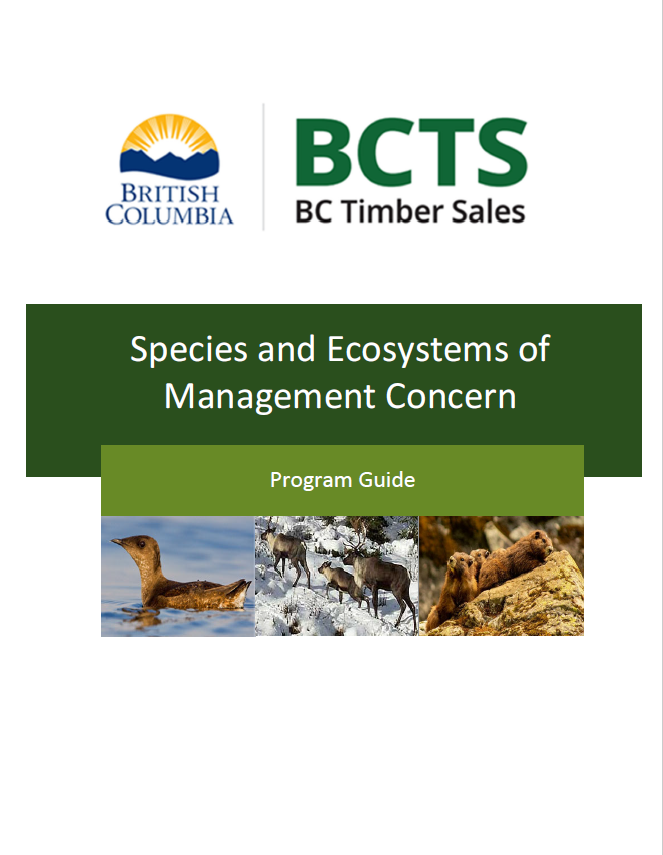 BRITISH
COLUMBIA
BCTS
BC Timber Sales
Species and Ecosystems of
Management Concern
Program Guide